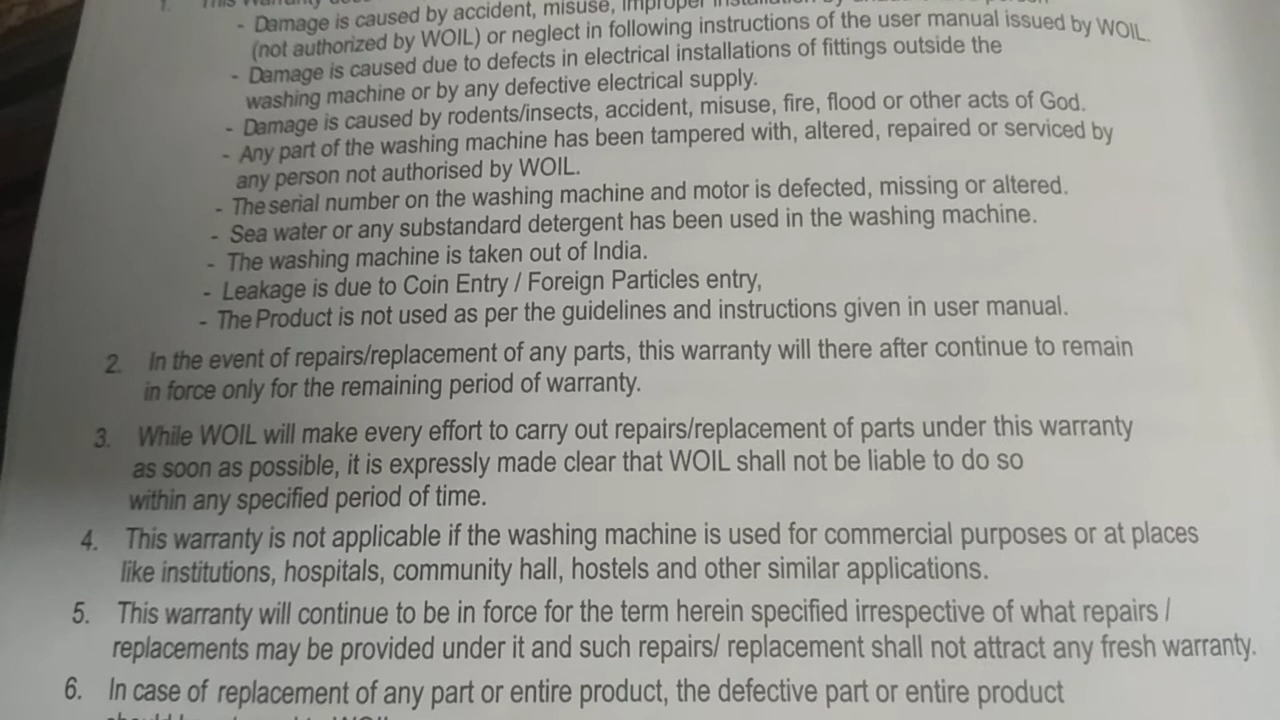 1. This Warranty
- Damage is caused by accident, misuse, improper
(not authorized by WOIL) or neglect in following instructions of the user manual issued by WOIL.
- Damage is caused due to defects in electrical installations of fittings outside the
washing machine or by any defective electrical supply.
- Damage is caused by rodents/insects, accident, misuse, fire, flood or other acts of God.
- Any part of the washing machine has been tampered with, altered, repaired or serviced by
any person not authorised by WOIL.
- The serial number on the washing machine and motor is defected, missing or altered.
- Sea water or any substandard detergent has been used in the washing machine.
- The washing machine is taken out of India.
- Leakage is due to Coin Entry / Foreign Particles entry,
- The Product is not used as per the guidelines and instructions given in user manual.
2. In the event of repairs/replacement of any parts, this warranty will there after continue to remain
in force only for the remaining period of warranty.
3. While WOIL will make every effort to carry out repairs/replacement of parts under this warranty
as soon as possible, it is expressly made clear that WOIL shall not be liable to do so
within any specified period of time.
4. This warranty is not applicable if the washing machine is used for commercial purposes or at places
like institutions, hospitals, community hall, hostels and other similar applications.
5. This warranty will continue to be in force for the term herein specified irrespective of what repairs /
replacements may be provided under it and such repairs/ replacement shall not attract any fresh warranty.
6. In case of replacement of any part or entire product, the defective part or entire product